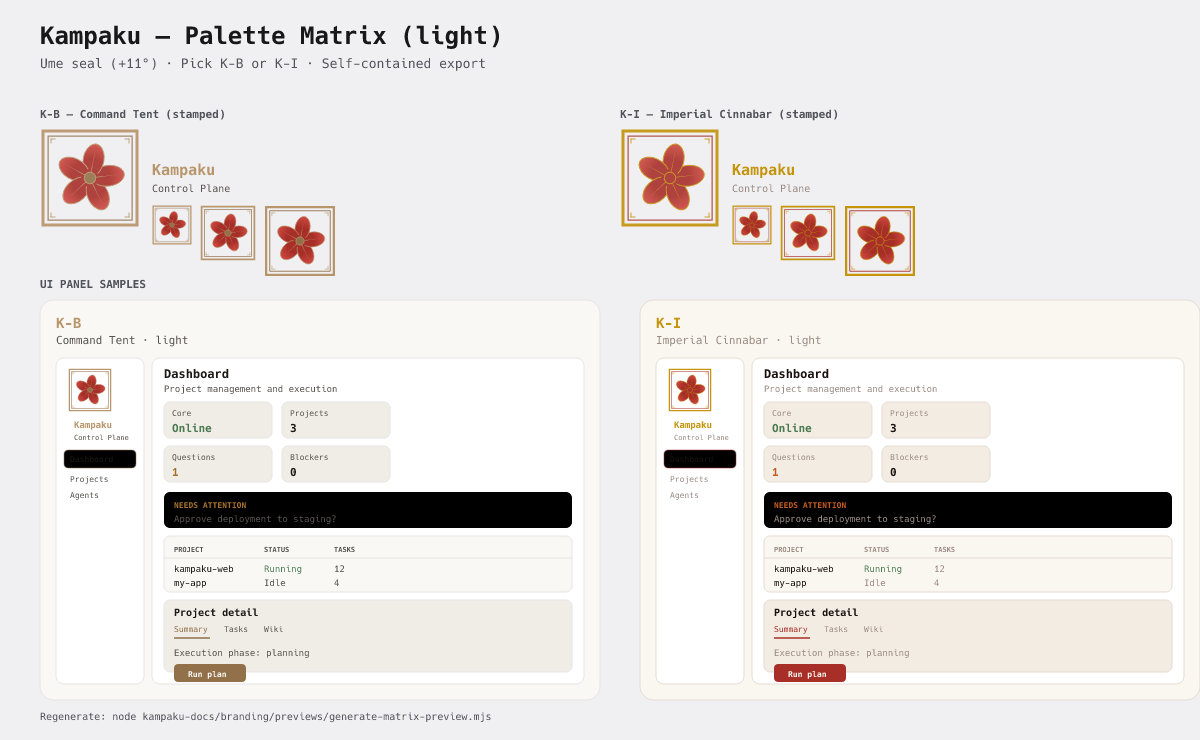 Kampaku — Palette Matrix (light)
Ume seal (+11°) · Pick K-B or K-I · Self-contained export
K-B — Command Tent (stamped)
Kampaku
Control Plane
K-I — Imperial Cinnabar (stamped)
Kampaku
Control Plane
UI PANEL SAMPLES
K-B
Command Tent · light
Kampaku
Control Plane
Dashboard
Projects
Agents
Dashboard
Project management and execution
Core
Online
Projects
3
Questions
1
Blockers
0
NEEDS ATTENTION
Approve deployment to staging?
PROJECT STATUS TASKS
kampaku-web Running 12
my-app Idle 4
Project detail
Summary Tasks Wiki
Execution phase: planning
Run plan
K-I
Imperial Cinnabar · light
Kampaku
Control Plane
Dashboard
Projects
Agents
Dashboard
Project management and execution
Core
Online
Projects
3
Questions
1
Blockers
0
NEEDS ATTENTION
Approve deployment to staging?
PROJECT STATUS TASKS
kampaku-web Running 12
my-app Idle 4
Project detail
Summary Tasks Wiki
Execution phase: planning
Run plan
Regenerate: node kampaku-docs/branding/previews/generate-matrix-preview.mjs